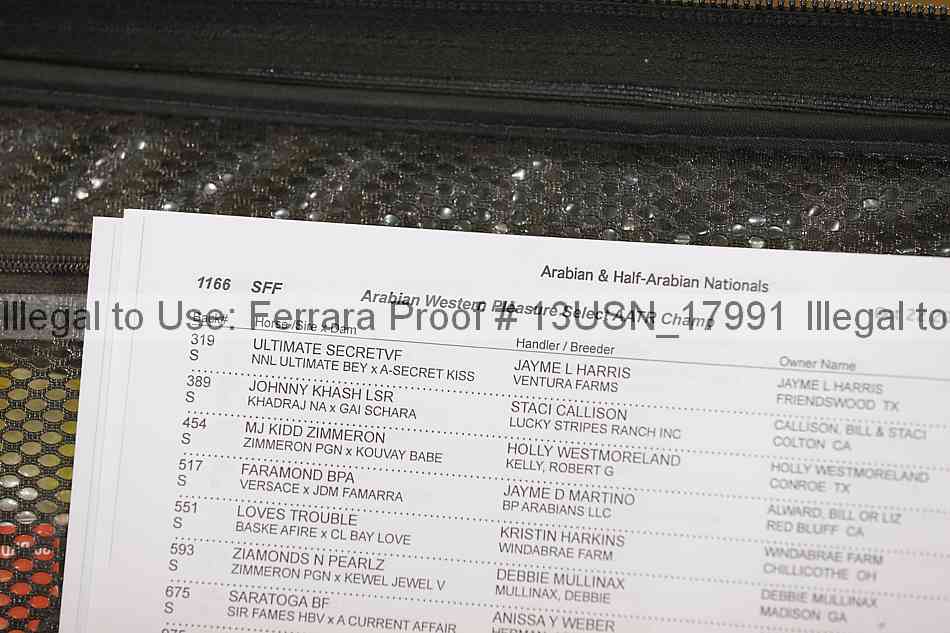 Arabian & Half-Arabian Nationals
1166 SFF
Arabian Western Pleasure Select AATR Champ
Illegal to Use: Ferrara Proof # 13USN_17991 Illegal to
Back# Horse /Sire x Dam Handler / Breeder Owner Name
319 ULTIMATE SECRETVF JAYME L HARRIS JAYME L HARRIS
S NNL ULTIMATE BEY x A-SECRET KISS VENTURA FARMS FRIENDSWOOD TX
389 JOHNNY KHASH LSR STACI CALLISON CALLISON, BILL & STACI
S KHADRAJ NA x GAI SCHARA LUCKY STRIPES RANCH INC COLTON CA
454 MJ KIDD ZIMMERON HOLLY WESTMORELAND HOLLY WESTMORELAND
S ZIMMERON PGN x KOUVAY BABE KELLY, ROBERT G CONROE TX
517 FARAMOND BPA JAYME D MARTINO ALWARD, BILL OR LIZ
S VERSACE x JDM FAMARRA BP ARABIANS LLC RED BLUFF CA
551 LOVES TROUBLE KRISTIN HARKINS WINDABRAE FARM
S BASKE AFIRE x CL BAY LOVE WINDABRAE FARM CHILLICOTHE OH
593 ZIAMONDS N PEARLZ DEBBIE MULLINAX DEBBIE MULLINAX
S ZIMMERON PGN x KEWEL JEWEL V MULLINAX, DEBBIE MADISON GA
675 SARATOGA BF ANISSA Y WEBER
S SIR FAMES HBV x A CURRENT AFFAIR